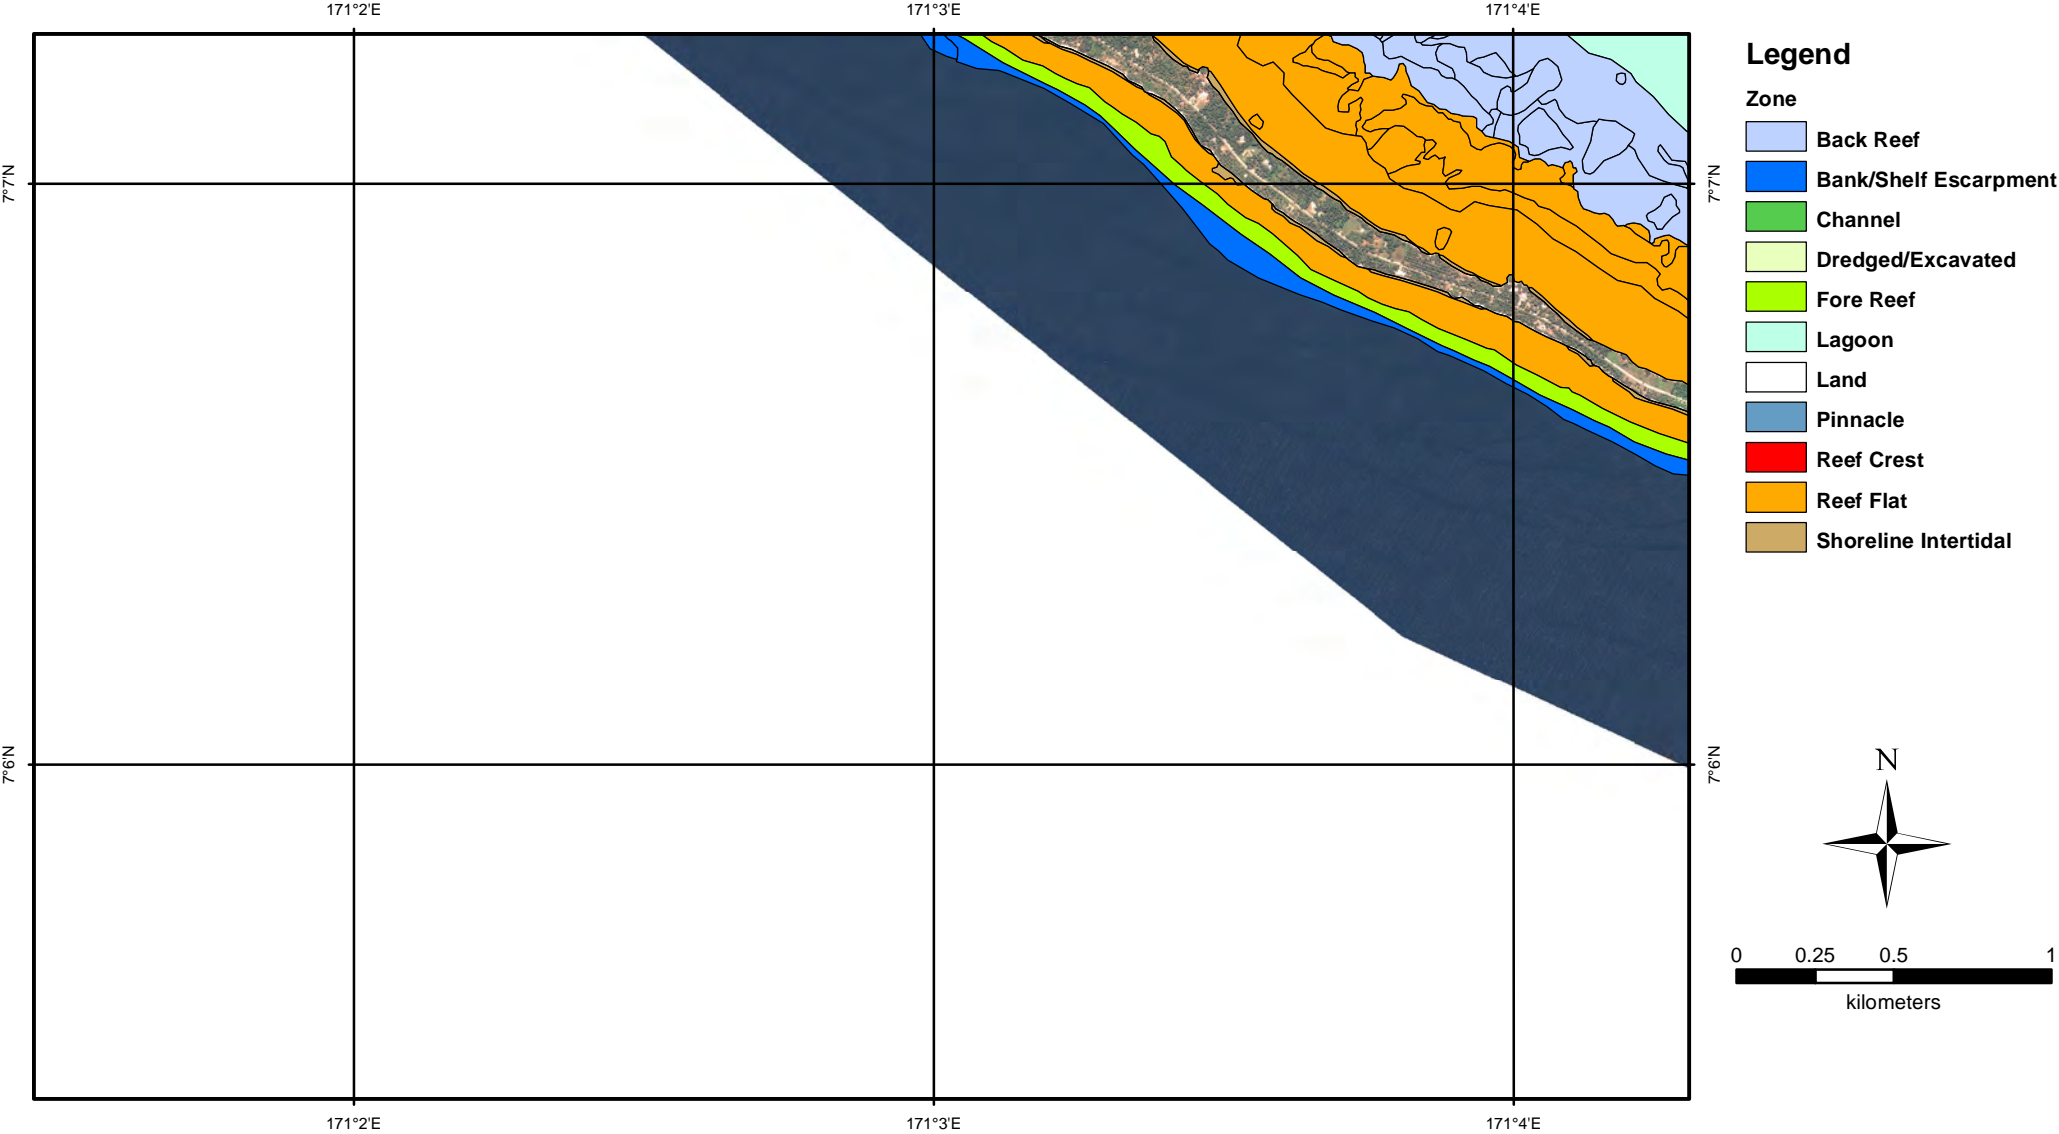 171°2'E 171°3'E 171°4'E
Legend
Zone
Back Reef
7°7'N 7°7'N
Bank/Shelf Escarpment
Channel
Dredged/Excavated
Fore Reef
Lagoon
Land
Pinnacle
Reef Crest
Reef Flat
Shoreline Intertidal
7°6'N 7°6'N
N
0 0.25 0.5 1
kilometers
171°2'E 171°3'E 171°4'E